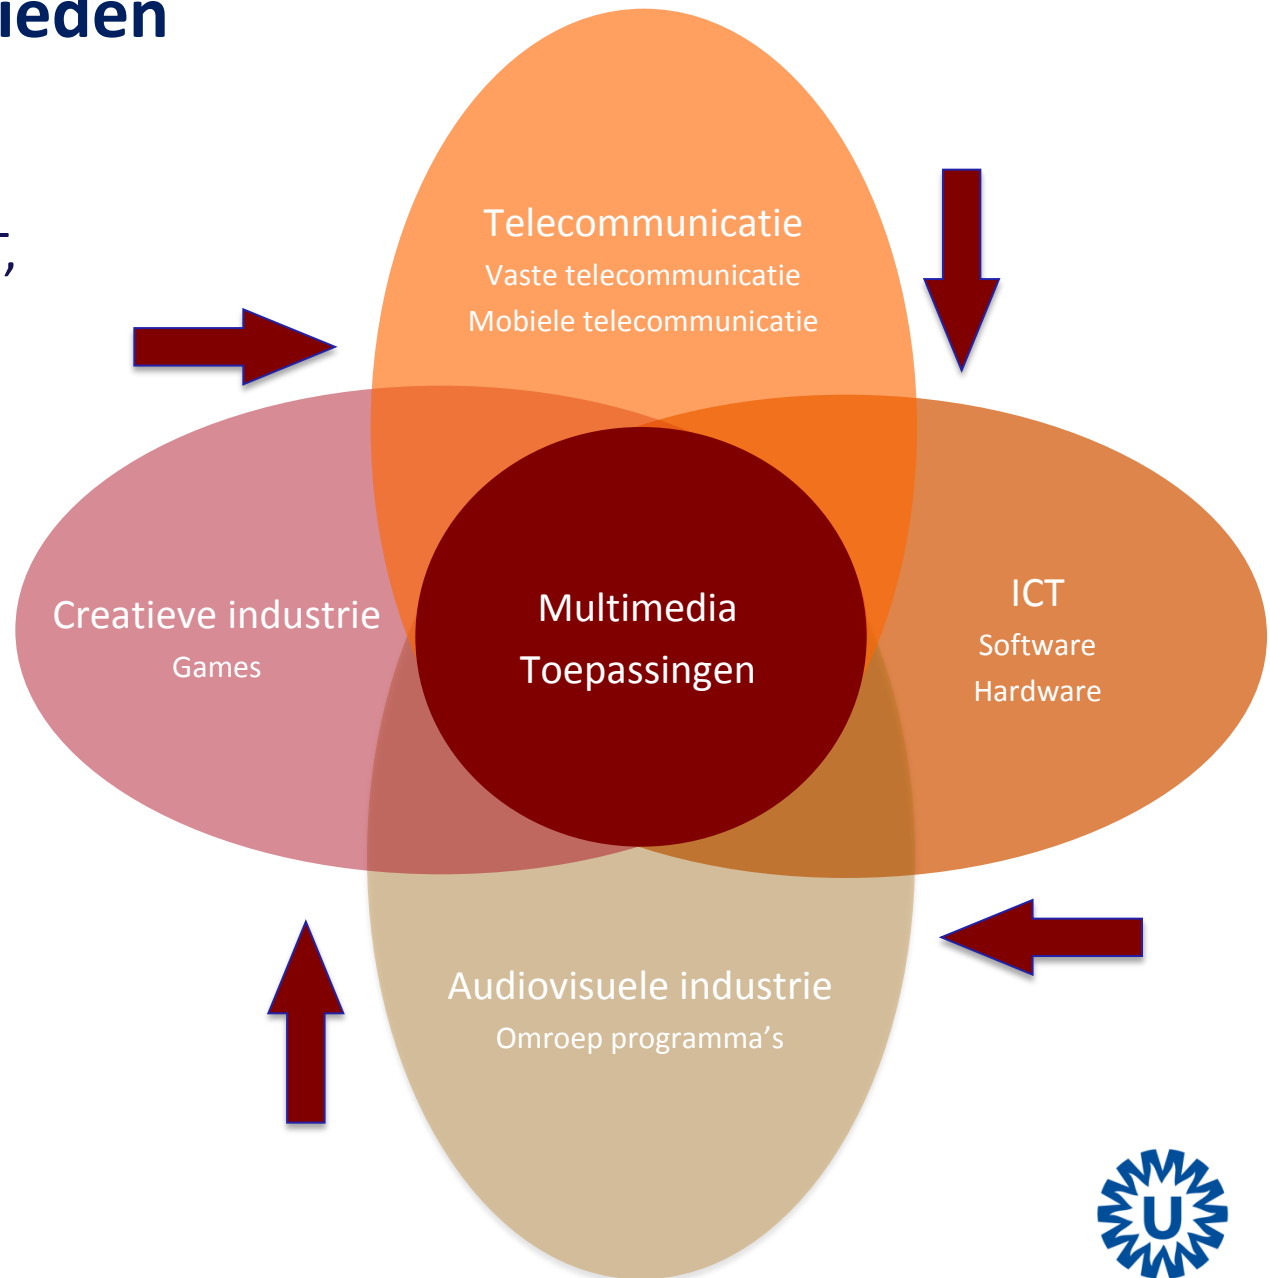 ieden
T,
Telecommunicatie
Vaste telecommunicatie
Mobiele telecommunicatie
Creatieve industrie
Games
Multimedia
Toepassingen
ICT
Software
Hardware
Audiovisuele industrie
Omroep programma’s
U